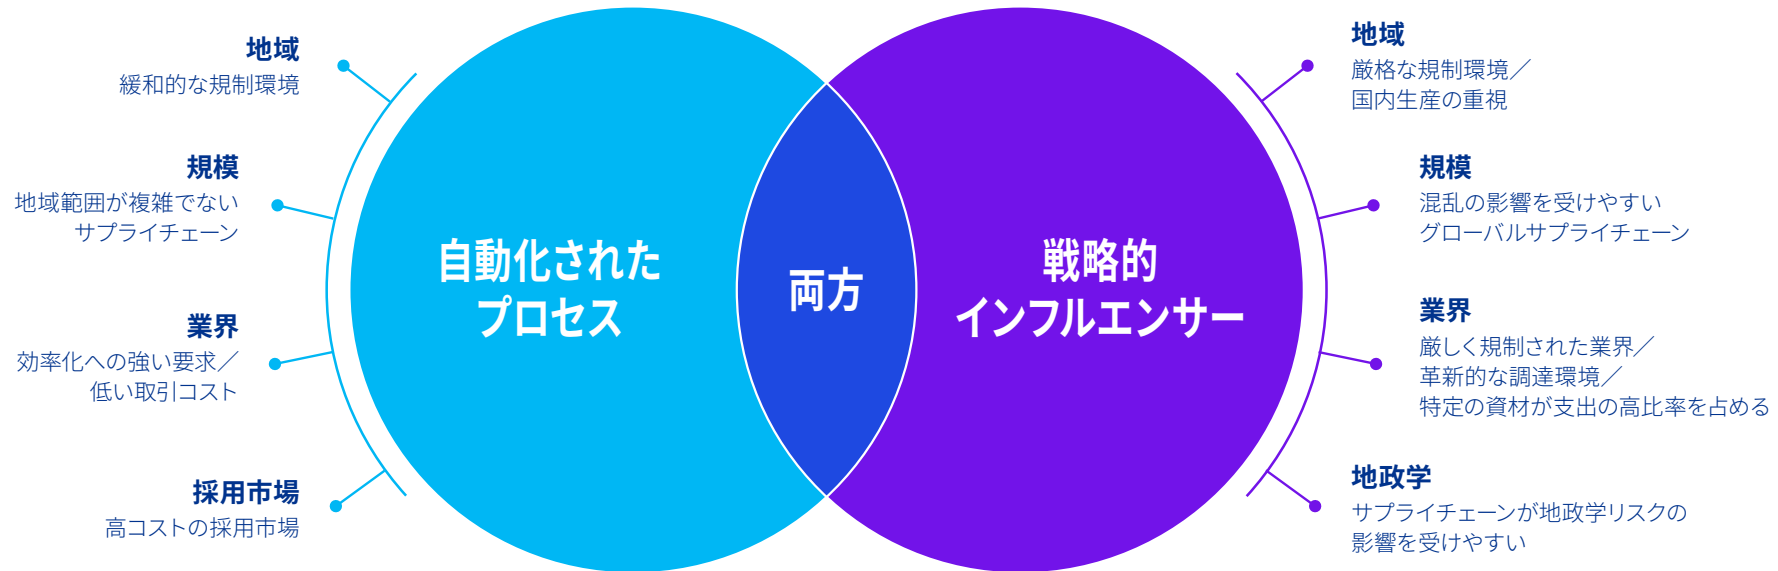 地域
緩和的な規制環境
規模
地域範囲が複雑でない
サプライチェーン
業界
効率化への強い要求／
低い取引コスト
採用市場
高コストの採用市場
自動化された
プロセス
両方
戦略的
インフルエンサー
地域
厳格な規制環境／
国内生産の重視
規模
混乱の影響を受けやすい
グローバルサプライチェーン
業界
厳しく規制された業界／
革新的な調達環境／
特定の資材が支出の高比率を占める
地政学
サプライチェーンが地政学リスクの
影響を受けやすい